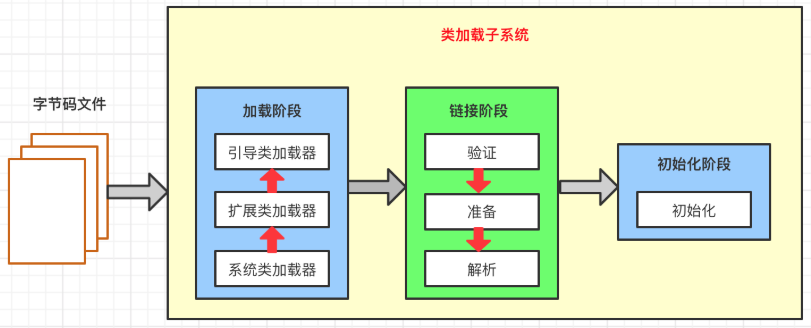 类加载子系统
字节码文件
加载阶段
引导类加载器
扩展类加载器
系统类加载器
链接阶段
验证
准备
解析
初始化阶段
初始化